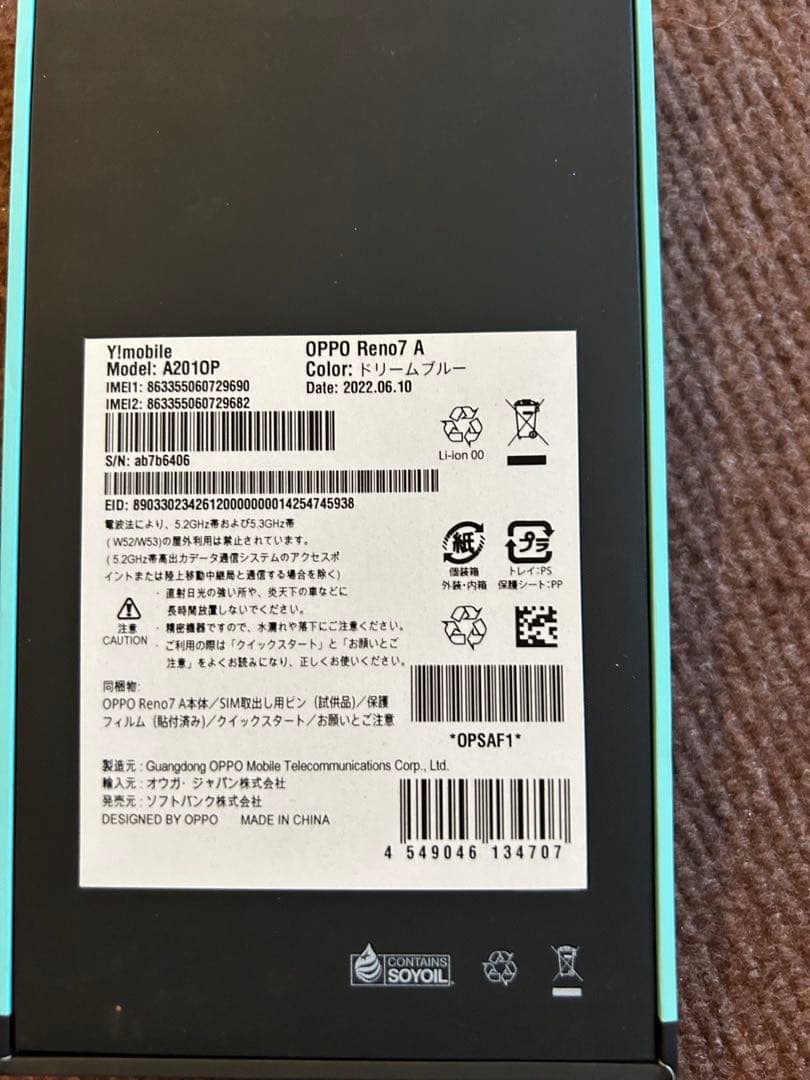 Y!mobile
OPPO Reno7 A
Model: A201OP
Color: ドリームブルー
IMEI1: 863355060729690
Date: 2022.06.10
IMEI2: 863355060729682
S/N: ab7b6406
Li-ion 00
EID: 89033023426120000000014254745938
電波法により、5.2GHz帯および5.3GHz帯
(W52/W53)の屋外利用は禁止されています。
(5.2GHz帯高出力データ通信システムのアクセスポ
イントまたは陸上移動中継局と通信する場合を除く)
紙
個装箱
外装・内箱
プラ
トレイ:PS
保護シート:PP
注意
CAUTION
・直射日光の強い所や、炎天下の車などに
長時間放置しないでください。
・精密機器ですので、水濡れや落下にご注意ください。
・ご利用の際は「クイックスタート」と「お願いとご
注意」をよくお読みになり、正しくお使いください。
同梱物:
OPPO Reno7 A本体/SIM取出し用ピン(試供品)/保護
フィルム(貼付済み)/クイックスタート/お願いとご注意
*OPSAF1*
製造元:Guangdong OPPO Mobile Telecommunications Corp., Ltd.
輸入元:オウガ・ジャパン株式会社
発売元:ソフトバンク株式会社
DESIGNED BY OPPO MADE IN CHINA
4 549046 134707
CONTAINS
SOYOIL